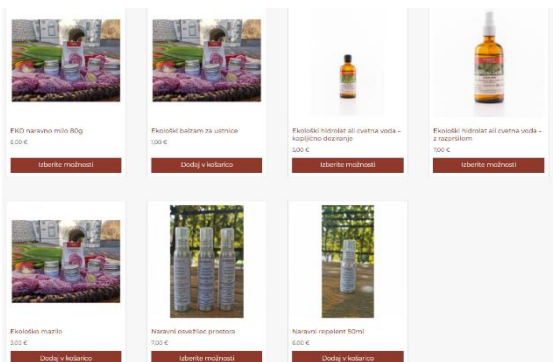 EKO naravno milo 80g
6,00 €
Izberite možnosti
Ekološki balzam za ustnice
1,00 €
Dodaj v košarico
Ekološki hidrolat ali cvetna voda –
kapljično doziranje
5,00 €
Izberite možnosti
Ekološki hidrolat ali cvetna voda –
z razpršilom
7,00 €
Izberite možnosti
Ekološko mazilo
3,00 €
Dodaj v košarico
Naravni osvežilec prostora
7,00 €
Izberite možnosti
Naravni repelent 50ml
6,00 €
Dodaj v košarico